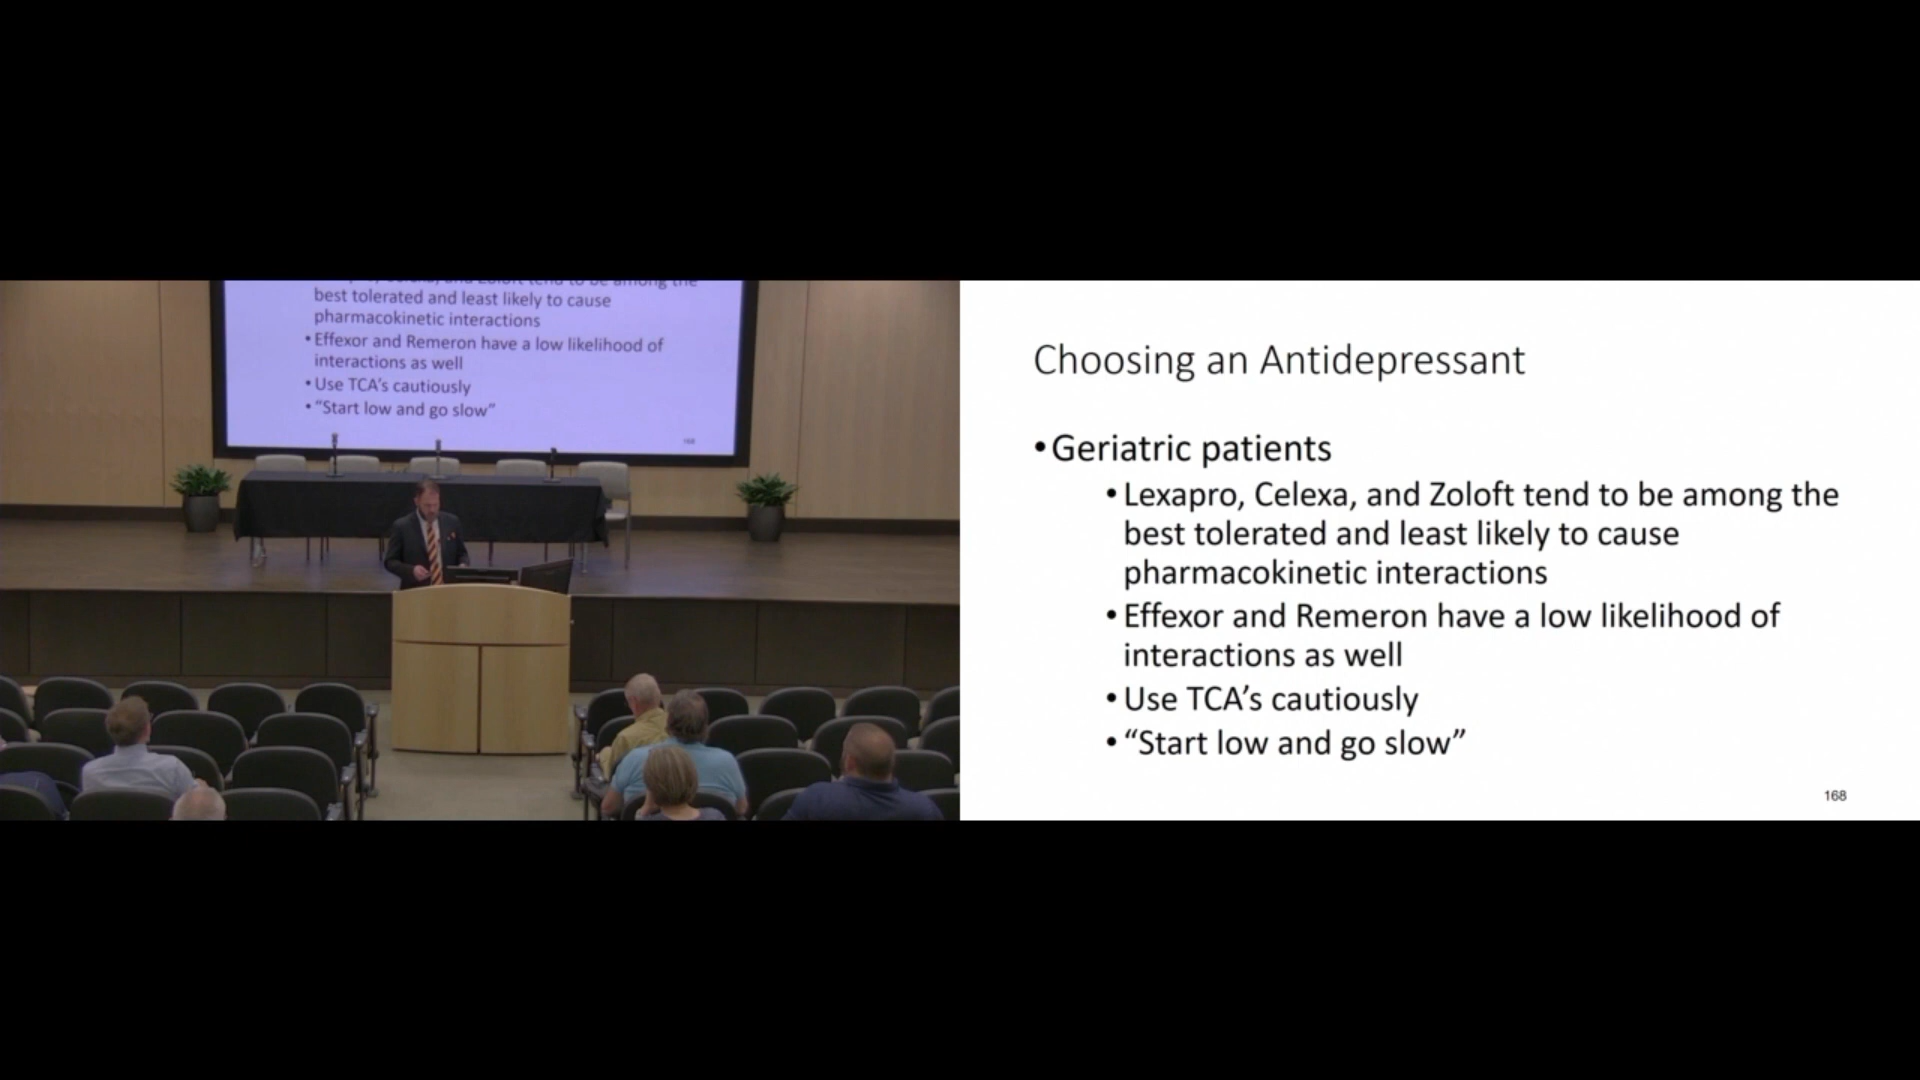 best tolerated and least likely to cause
pharmacokinetic interactions
• Effexor and Remeron have a low likelihood of
interactions as well
• Use TCA's cautiously
• “Start low and go slow”
168
Choosing an Antidepressant
• Geriatric patients
• Lexapro, Celexa, and Zoloft tend to be among the
best tolerated and least likely to cause
pharmacokinetic interactions
• Effexor and Remeron have a low likelihood of
interactions as well
• Use TCA’s cautiously
• “Start low and go slow”
168